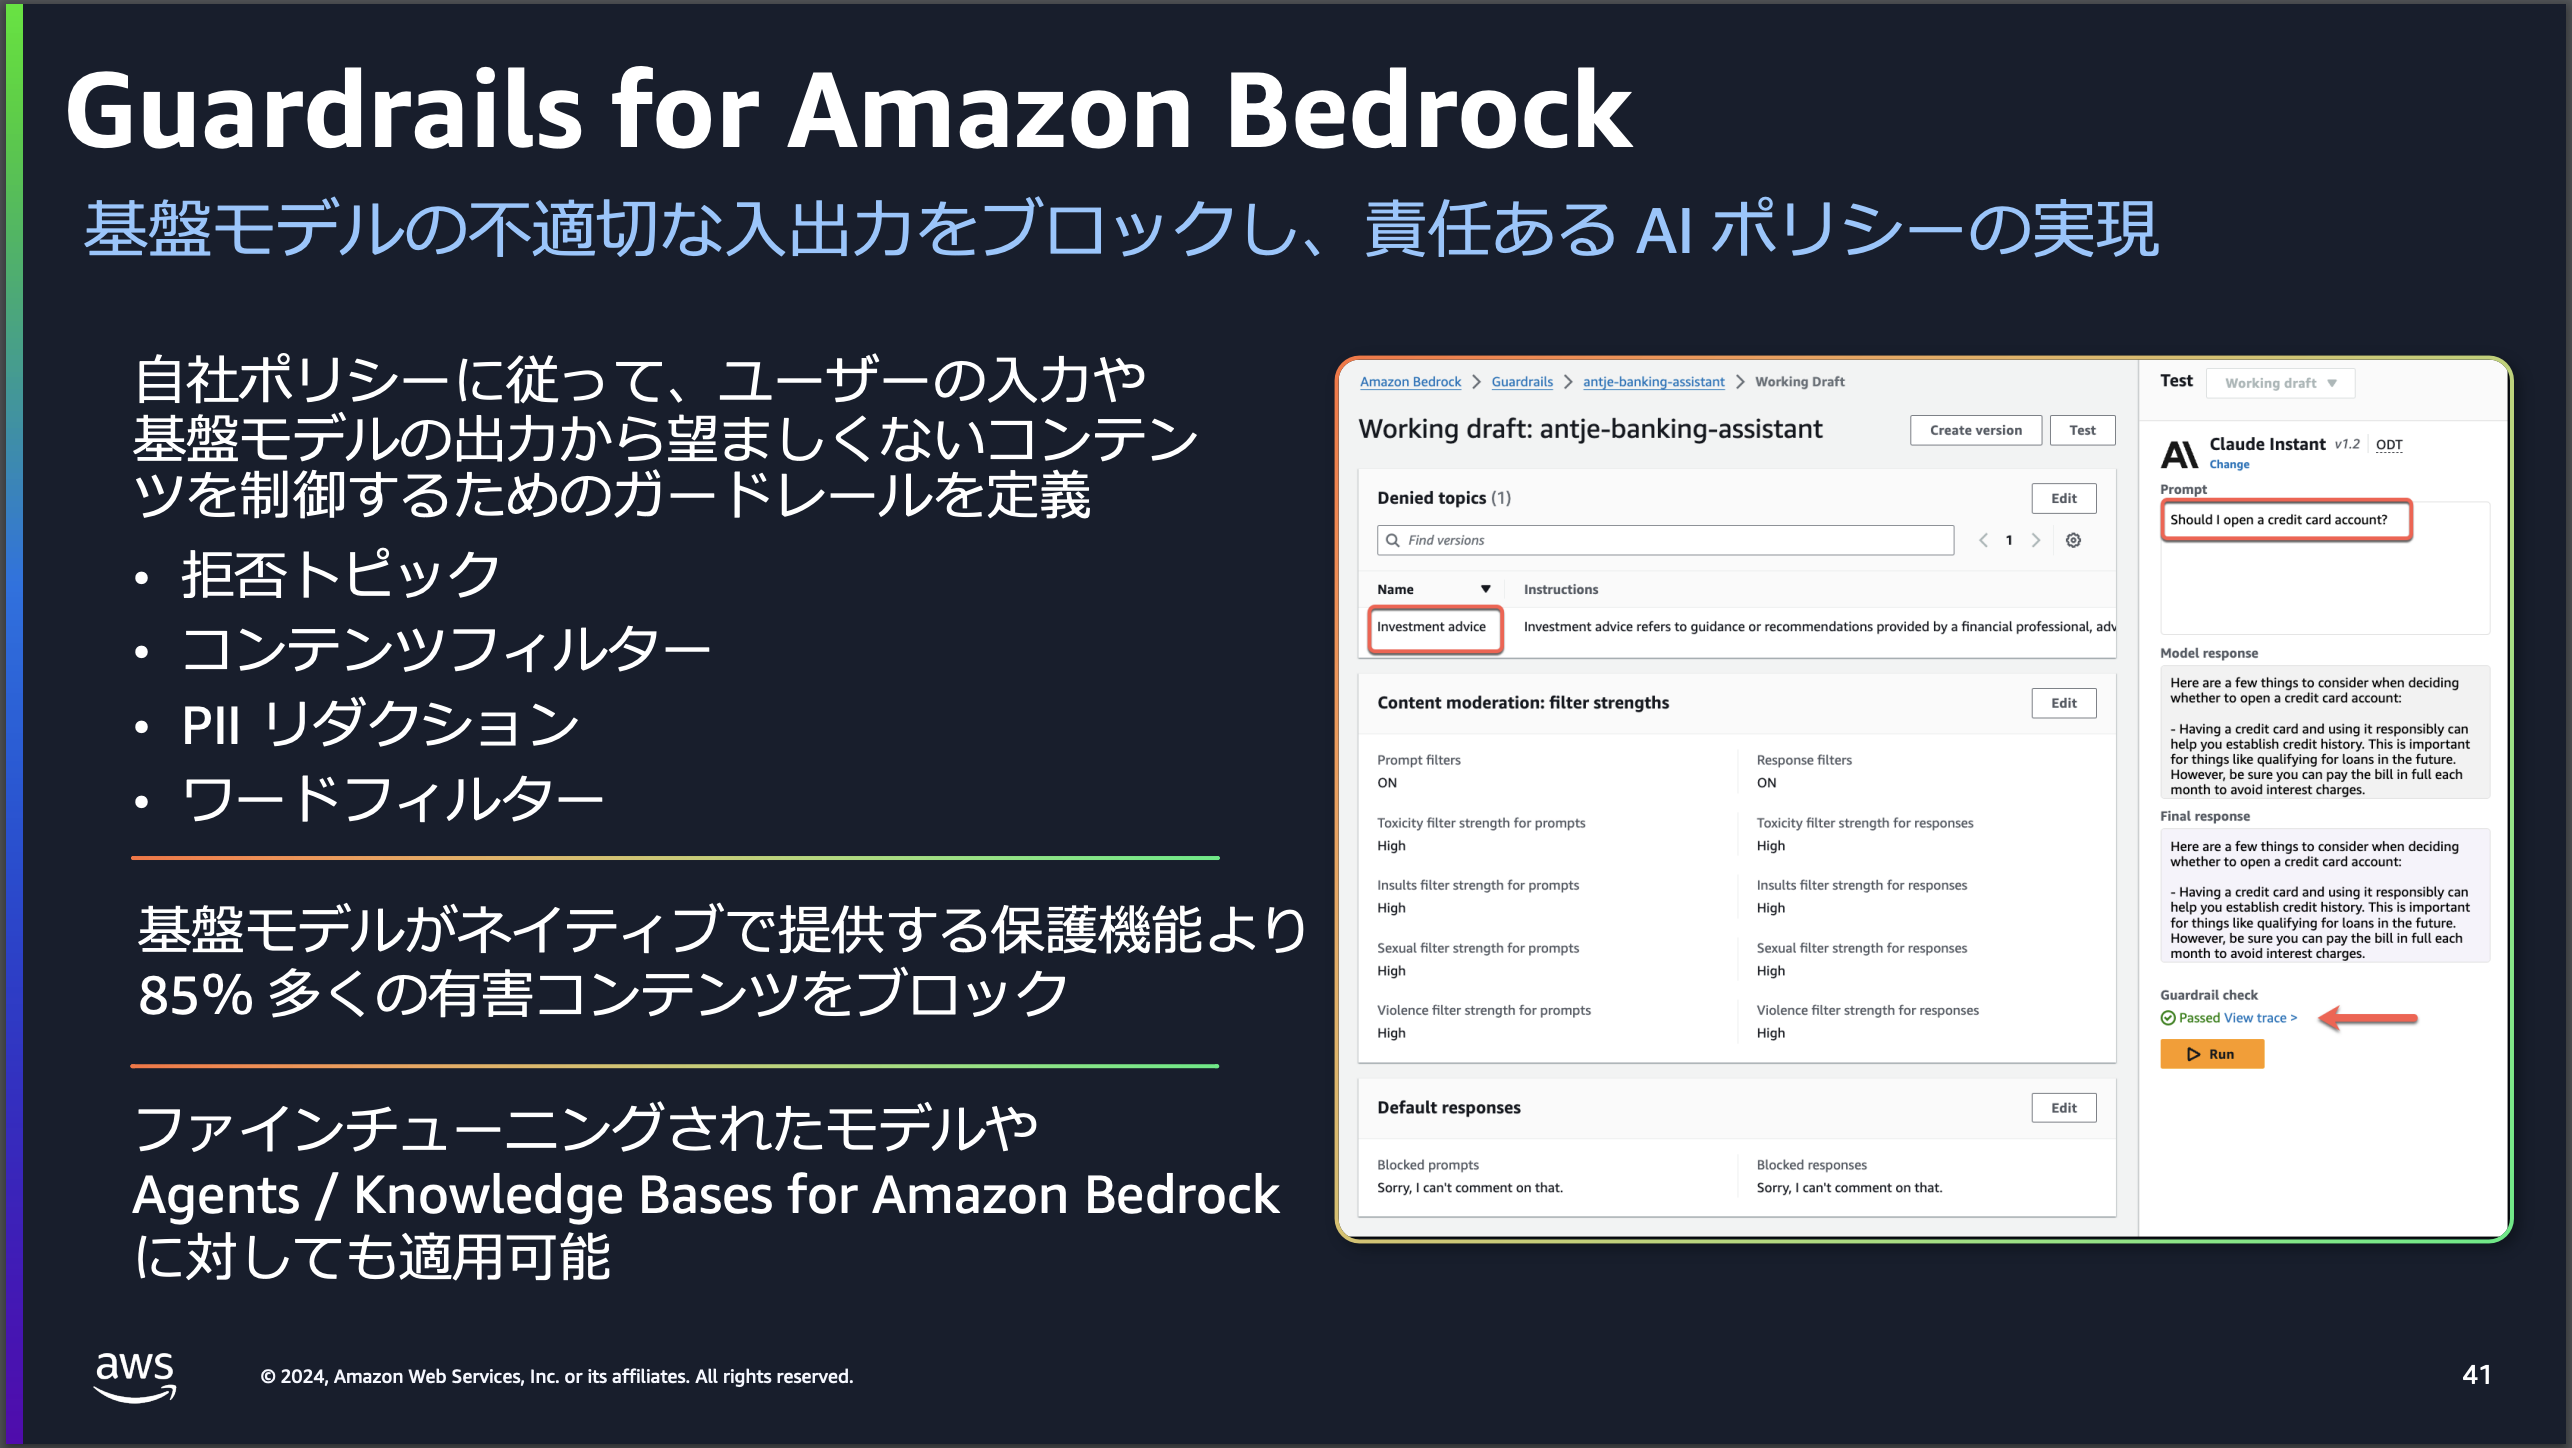 Guardrails for Amazon Bedrock
基盤モデルの不適切な入出力をブロックし、責任ある AI ポリシーの実現
自社ポリシーに従って、ユーザーの入力や
基盤モデルの出力から望ましくないコンテン
ツを制御するためのガードレールを定義
• 拒否トピック
• コンテンツフィルター
• PII リダクション
• ワードフィルター
基盤モデルがネイティブで提供する保護機能より
85% 多くの有害コンテンツをブロック
ファインチューニングされたモデルや
Agents / Knowledge Bases for Amazon Bedrock
に対しても適用可能
Amazon Bedrock > Guardrails > antje-banking-assistant > Working Draft
Working draft: antje-banking-assistant
Create version
Test
Denied topics (1)
Edit
Find versions
< 1 >
Name ▼
Instructions
Investment advice
Investment advice refers to guidance or recommendations provided by a financial professional, adv
Content moderation: filter strengths
Edit
Prompt filters
ON
Response filters
ON
Toxicity filter strength for prompts
High
Toxicity filter strength for responses
High
Insults filter strength for prompts
High
Insults filter strength for responses
High
Sexual filter strength for prompts
High
Sexual filter strength for responses
High
Violence filter strength for prompts
High
Violence filter strength for responses
High
Default responses
Edit
Blocked prompts
Sorry, I can't comment on that.
Blocked responses
Sorry, I can't comment on that.
Test
Working draft ▼
A\
Claude Instant v1.2 | ODT
Change
Prompt
Should I open a credit card account?
Model response
Here are a few things to consider when deciding
whether to open a credit card account:
- Having a credit card and using it responsibly can
help you establish credit history. This is important
for things like qualifying for loans in the future.
However, be sure you can pay the bill in full each
month to avoid interest charges.
Final response
Here are a few things to consider when deciding
whether to open a credit card account:
- Having a credit card and using it responsibly can
help you establish credit history. This is important
for things like qualifying for loans in the future.
However, be sure you can pay the bill in full each
month to avoid interest charges.
Guardrail check
Passed View trace >
Run
aws
© 2024, Amazon Web Services, Inc. or its affiliates. All rights reserved.
41